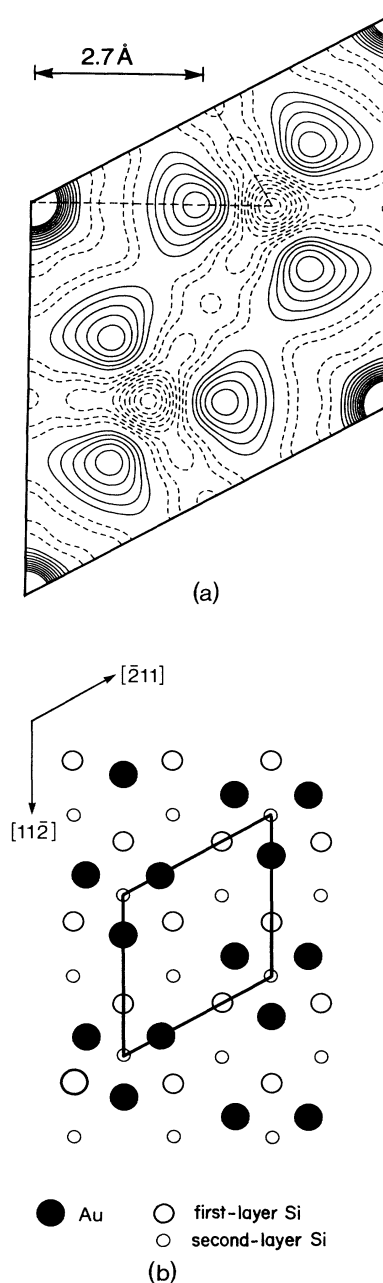 2.7Å
(a)
[2̄11]
[112̄]
Au
first-layer Si
second-layer Si
(b)